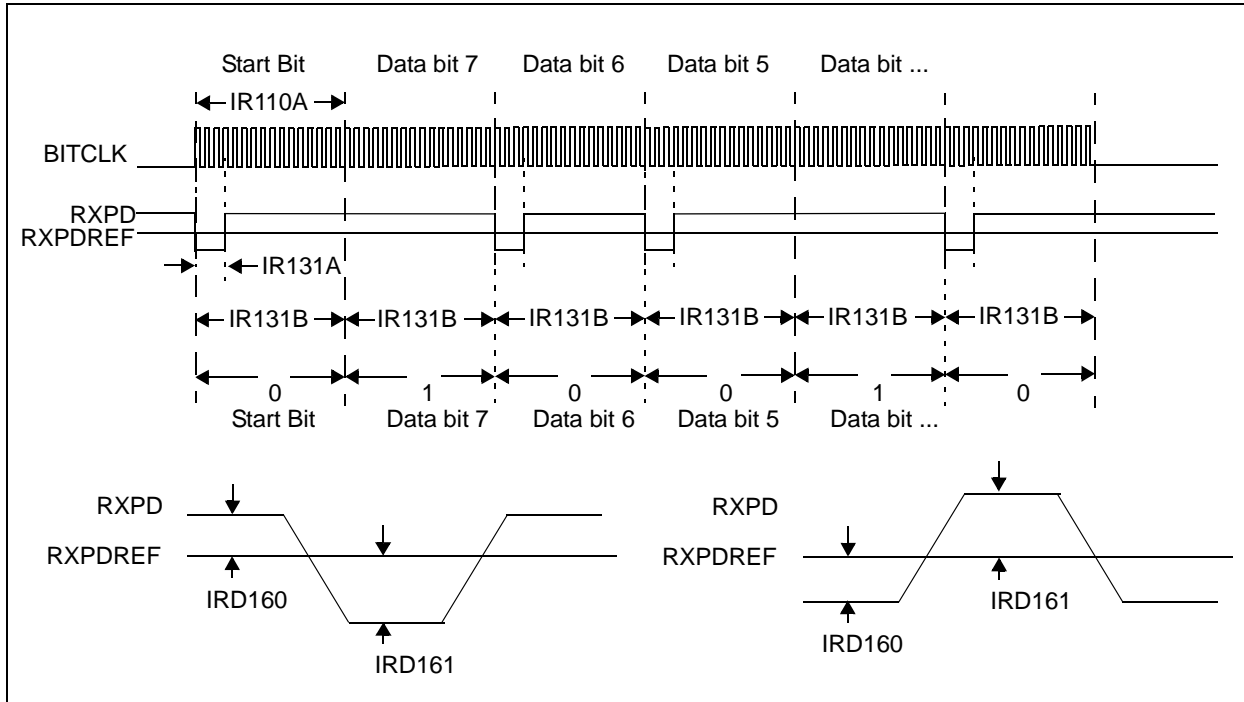 Start Bit Data bit 7 Data bit 6 Data bit 5 Data bit ...
IR110A
BITCLK
RXPD
RXPDREF
IR131A
IR131B IR131B IR131B IR131B IR131B IR131B
0 1 0 0 1 0
Start Bit Data bit 7 Data bit 6 Data bit 5 Data bit ...
RXPD
RXPDREF
IRD160
IRD161
RXPD
RXPDREF
IRD161
IRD160